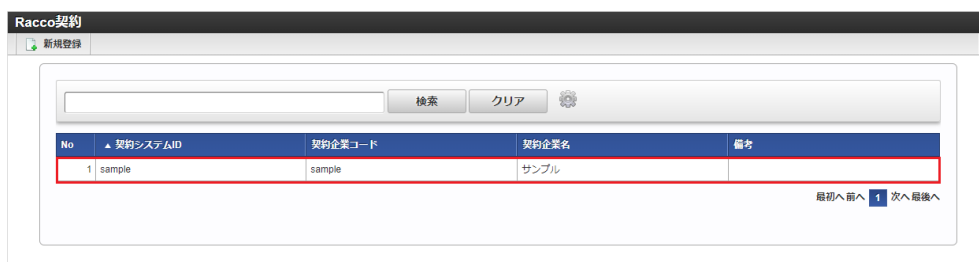 Racco契約
新規登録
検索 クリア
No ▲ 契約システムID 契約企業コード 契約企業名 備考
1 sample sample サンプル
最初へ 前へ 1 次へ 最後へ